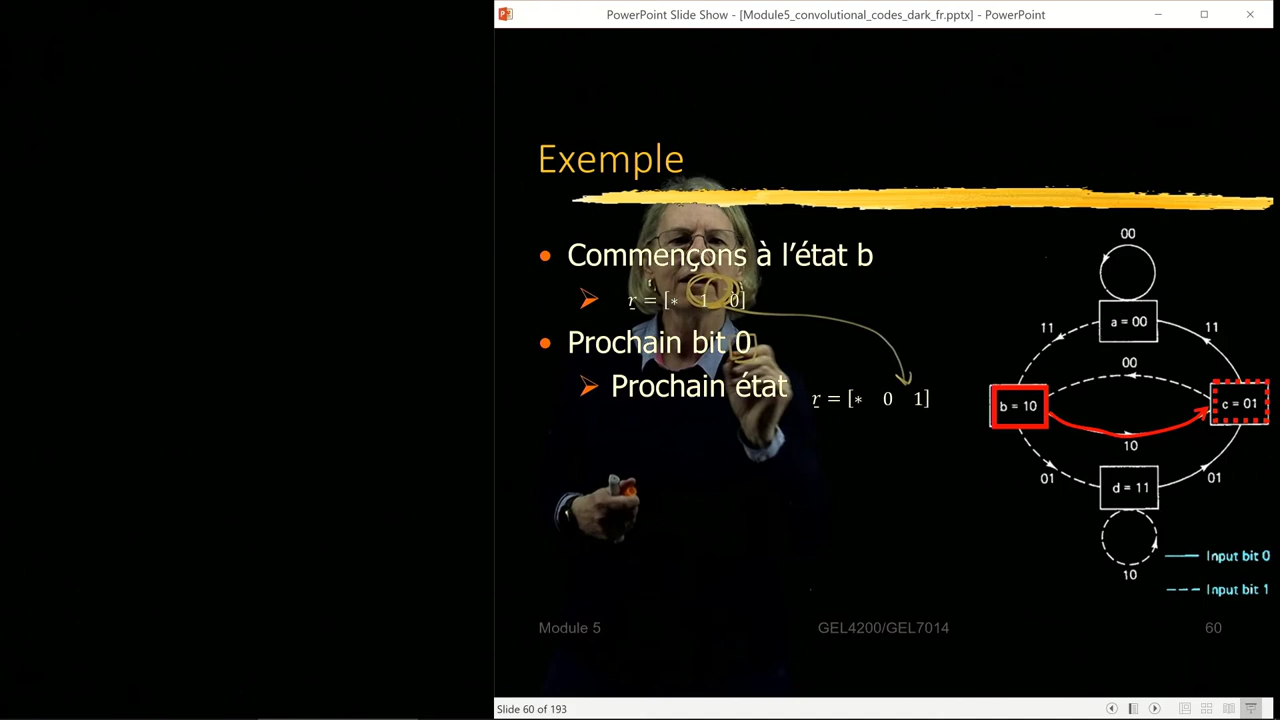 PowerPoint Slide Show - [Module5_convolutional_codes_dark_fr.pptx] - PowerPoint
Exemple
• Commençons à l'état b
➢ r = [* 1 0]
• Prochain bit 0
➢ Prochain état r = [* 0 1]
00
a = 00
11
11
00
b = 10
c = 01
10
01
01
d = 11
10
Input bit 0
Input bit 1
Module 5
GEL4200/GEL7014
60
Slide 60 of 193